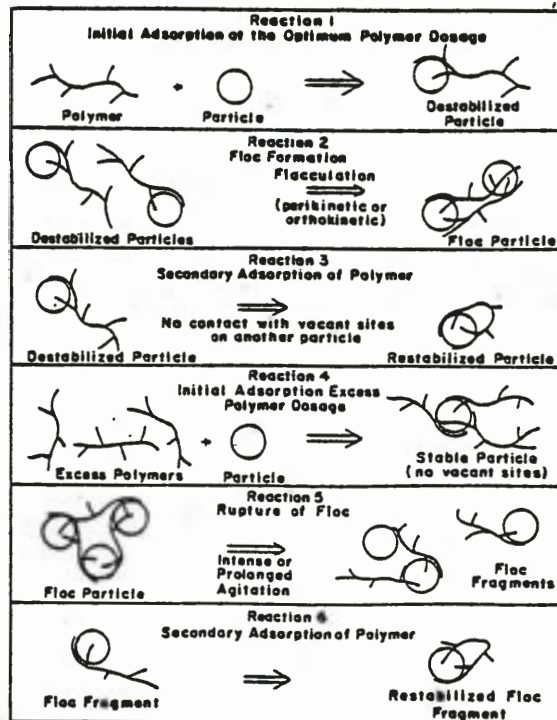 Reaction 1
Initial Adsorption at the Optimum Polymer Dosage
Polymer
+
Particle
Destabilized
Particle
Reaction 2
Floc Formation
Flocculation
(perikinetic or
orthokinetic)
Destabilized Particles
Floc Particle
Reaction 3
Secondary Adsorption of Polymer
No contact with vacant sites
on another particle
Destabilized Particle
Restabilized Particle
Reaction 4
Initial Adsorption Excess
Polymer Dosage
Excess Polymers
+
Particle
Stable Particle
(no vacant sites)
Reaction 5
Rupture of Floc
Intense or
Prolonged
Agitation
Floc Particle
Floc
Fragments
Reaction 6
Secondary Adsorption of Polymer
Floc Fragment
Restabilized Floc
Fragment